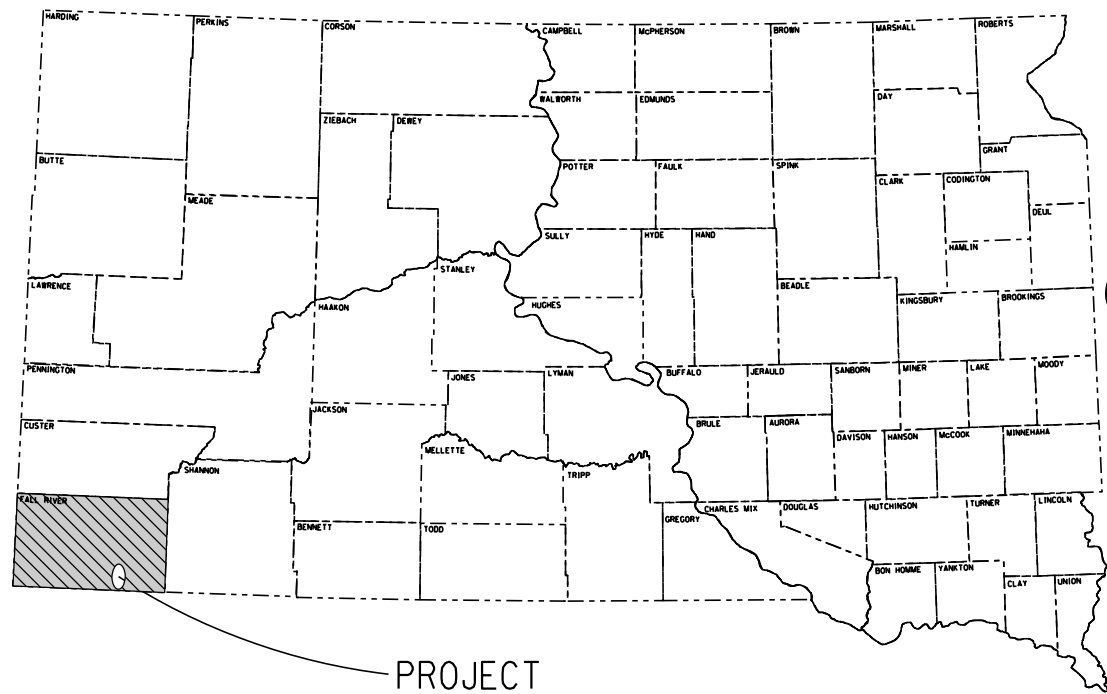 HARDING PERKINS CORSON CAMPBELL McPHERSON BROWN MARSHALL ROBERTS
WALWORTH EDMUNDS DAY
ZIEBACH DEWEY
GRANT
BUTTE POTTER FAULK SPINK
CLARK CODINGTON
MEADE
DEUL
SULLY HYDE HAND
HAMLIN
STANLEY
LAWRENCE BEADLE
HAAKON HUGHES KINGSBURY BROOKINGS
PENNINGTON JONES LYMAN BUFFALO JERAULD SANBORN MINER LAKE MOODY
JACKSON
CUSTER BRULE AURORA
DAVISON HANSON McCOOK MINNEHAHA
MELLETTE
SHANNON TRIPP
FALL RIVER
CHARLES MIX DOUGLAS HUTCHINSON TURNER LINCOLN
GREGORY
BENNETT TODD
BON HOMME YANKTON
CLAY UNION
PROJECT